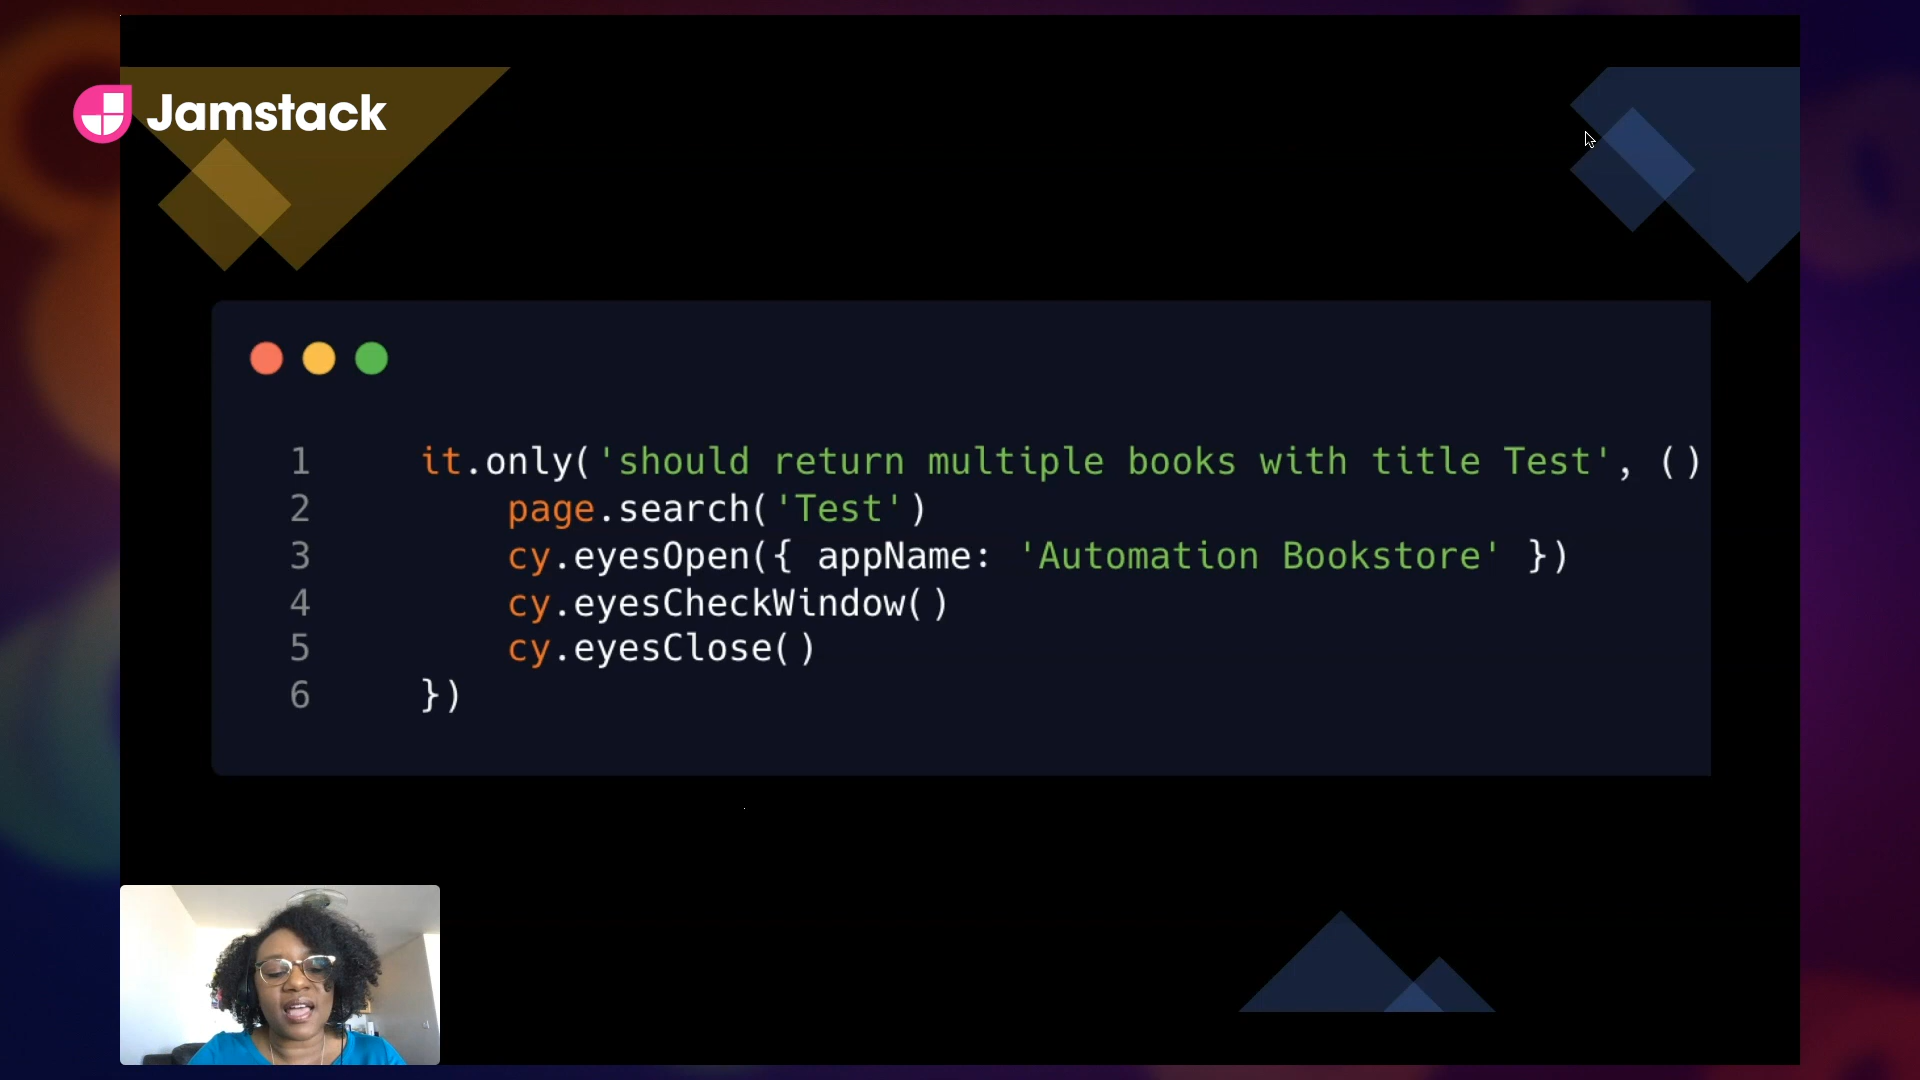 Jamstack
1 it.only('should return multiple books with title Test', ()
2 page.search('Test')
3 cy.eyesOpen({ appName: 'Automation Bookstore' })
4 cy.eyesCheckWindow()
5 cy.eyesClose()
6 })